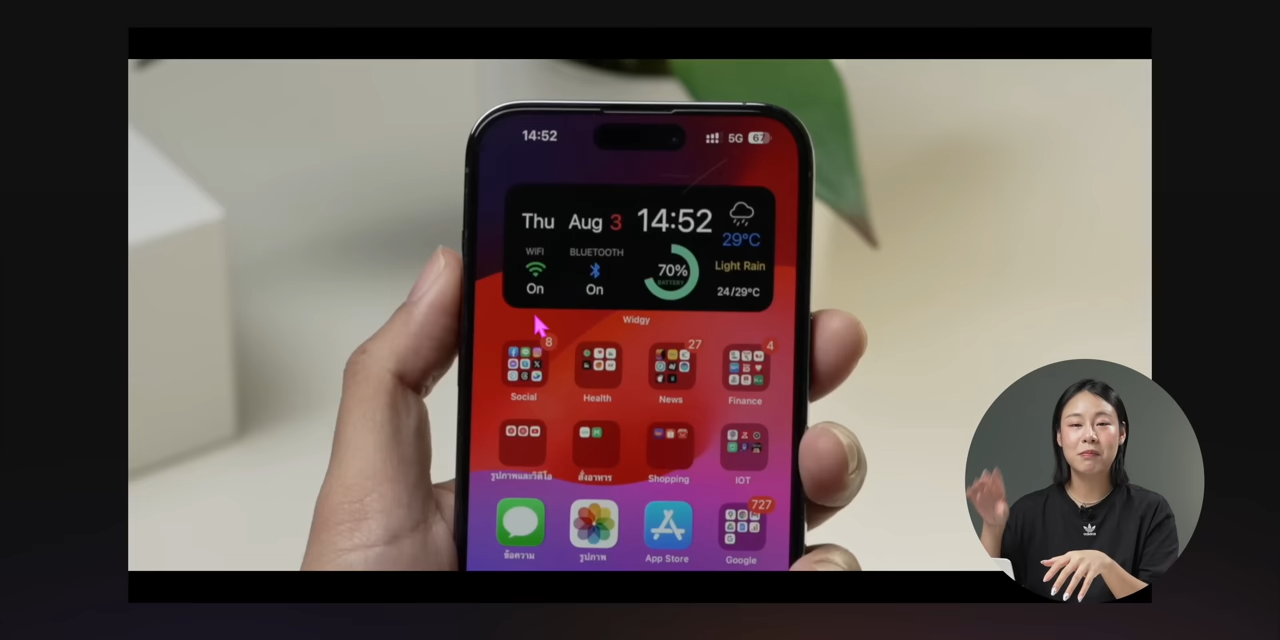 14:52
5G 67
Thu Aug 3 14:52
29°C
WIFI BLUETOOTH
70%
BATTERY
Light Rain
On On
24/29°C
Widgy
8 27 4
Social Health News Finance
รูปภาพและวิดีโอ สั่งอาหาร Shopping IOT
727
ข้อความ รูปภาพ App Store Google
adidas